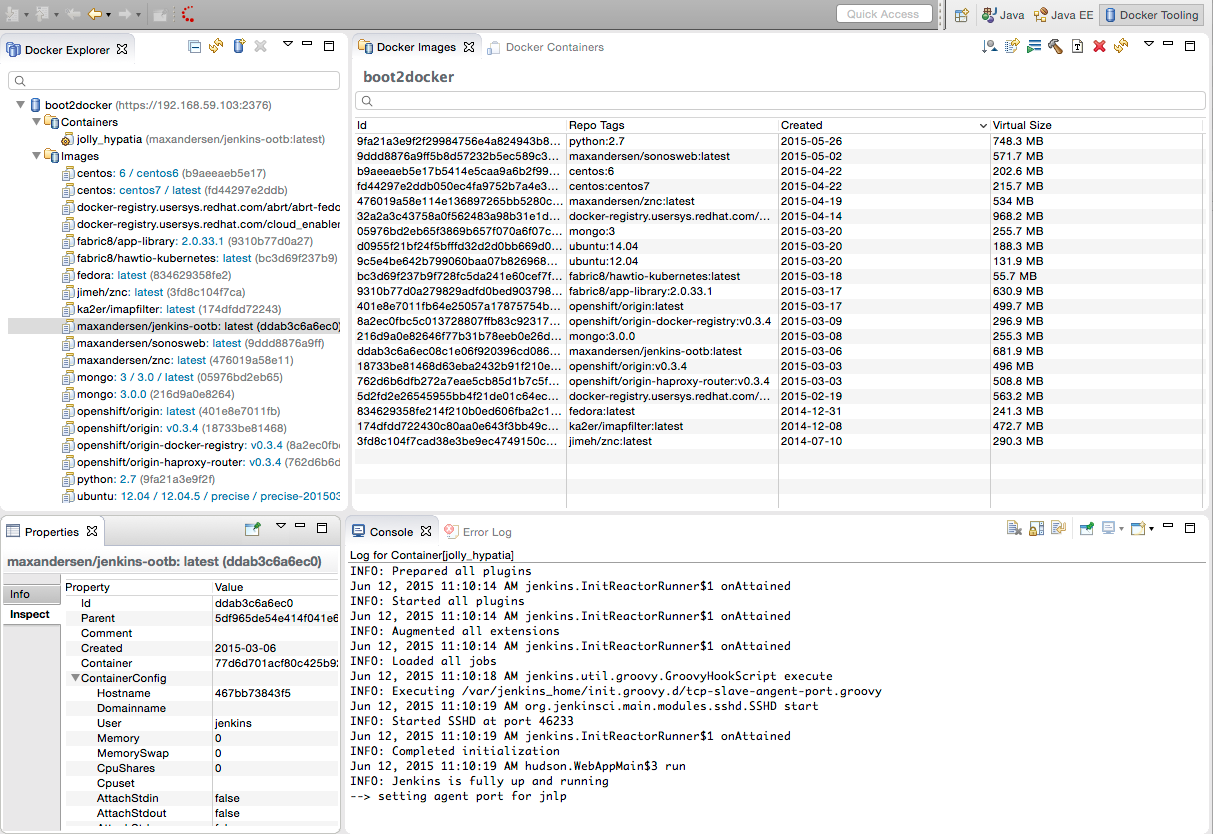 Quick Access
Java
Java EE
Docker Tooling
Docker Explorer
boot2docker (https://192.168.59.103:2376)
Containers
jolly_hypatia (maxandersen/jenkins-ootb:latest)
Images
centos: 6 / centos6 (b9aeeaeb5e17)
centos: centos7 / latest (fd44297e2ddb)
docker-registry.usersys.redhat.com/abrt/abrt-fedo
docker-registry.usersys.redhat.com/cloud_enabler
fabric8/app-library: 2.0.33.1 (9310b77d0a27)
fabric8/hawtio-kubernetes: latest (bc3d69f237b9)
fedora: latest (834629358fe2)
jimeh/znc: latest (3fd8c104f7ca)
ka2er/imapfilter: latest (174dfdd72243)
maxandersen/jenkins-ootb: latest (ddab3c6a6ec0)
maxandersen/sonosweb: latest (9ddd8876a9ff)
maxandersen/znc: latest (476019a58e11)
mongo: 3 / 3.0 / latest (05976bd2eb65)
mongo: 3.0.0 (216d9a0e8264)
openshift/origin: latest (401e8e7011fb)
openshift/origin: v0.3.4 (18733be81468)
openshift/origin-docker-registry: v0.3.4 (8a2ec0fbc
openshift/origin-haproxy-router: v0.3.4 (762d6b6d
python: 2.7 (9fa21a3e9f2f)
ubuntu: 12.04 / 12.04.5 / precise / precise-201503
Docker Images
Docker Containers
boot2docker
Id Repo Tags Created Virtual Size
9fa21a3e9f2f29984756e4a824943b8... python:2.7 2015-05-26 748.3 MB
9ddd8876a9ff5b8d57232b5ec589c3... maxandersen/sonosweb:latest 2015-05-02 571.7 MB
b9aeeaeb5e17b5414e5caa9a6b2f99... centos:6 2015-04-22 202.6 MB
fd44297e2ddb050ec4fa9752b7a4e3... centos:centos7 2015-04-22 215.7 MB
476019a58e114e136897265bb5280c... maxandersen/znc:latest 2015-04-19 534 MB
32a2a3c43758a0f562483a98b31e1d... docker-registry.usersys.redhat.com/... 2015-04-14 968.2 MB
05976bd2eb65f3869b657f070a6f07c... mongo:3 2015-03-20 255.7 MB
d0955f21bf24f5bfffd32d2d0bb669d0... ubuntu:14.04 2015-03-20 188.3 MB
9c5e4be642b799060baa07b826968... ubuntu:12.04 2015-03-20 131.9 MB
bc3d69f237b9f728fc5da241e60cef7f... fabric8/hawtio-kubernetes:latest 2015-03-18 55.7 MB
9310b77d0a279829adfd0bed903798... fabric8/app-library:2.0.33.1 2015-03-17 630.9 MB
401e8e7011fb64e25057a17875754b... openshift/origin:latest 2015-03-17 499.7 MB
8a2ec0fbc5c013728807ffb83c92317... openshift/origin-docker-registry:v0.3.4 2015-03-09 296.9 MB
216d9a0e82646f77b31b78eeb0e26d... mongo:3.0.0 2015-03-08 255.3 MB
ddab3c6a6ec08c1e06f920396cd086... maxandersen/jenkins-ootb:latest 2015-03-06 681.9 MB
18733be81468d63eba2432b91f210e... openshift/origin:v0.3.4 2015-03-03 496 MB
762d6b6dfb272a7eae5cb85d1b7c5f... openshift/origin-haproxy-router:v0.3.4 2015-03-03 508.8 MB
5d2fd2e26545955bb4f21de01c64ec... docker-registry.usersys.redhat.com/... 2015-02-19 563.2 MB
834629358fe214f210b0ed606fba2c1... fedora:latest 2014-12-31 241.3 MB
174dfdd722430c80aa0e643f3bb49c... ka2er/imapfilter:latest 2014-12-08 472.7 MB
3fd8c104f7cad38e3be9ec4749150c... jimeh/znc:latest 2014-07-10 290.3 MB
Properties
maxandersen/jenkins-ootb: latest (ddab3c6a6ec0)
Info
Inspect
Property Value
Id ddab3c6a6ec0
Parent 5df965de54e414f041e6
Comment
Created 2015-03-06
Container 77d6d701acf80c425b92
ContainerConfig
Hostname 467bb73843f5
Domainname
User jenkins
Memory 0
MemorySwap 0
CpuShares 0
Cpuset
AttachStdin false
AttachStdout false
Console
Error Log
Log for Container[jolly_hypatia]
INFO: Prepared all plugins
Jun 12, 2015 11:10:14 AM jenkins.InitReactorRunner$1 onAttained
INFO: Started all plugins
Jun 12, 2015 11:10:14 AM jenkins.InitReactorRunner$1 onAttained
INFO: Augmented all extensions
Jun 12, 2015 11:10:14 AM jenkins.InitReactorRunner$1 onAttained
INFO: Loaded all jobs
Jun 12, 2015 11:10:18 AM jenkins.util.groovy.GroovyHookScript execute
INFO: Executing /var/jenkins_home/init.groovy.d/tcp-slave-angent-port.groovy
Jun 12, 2015 11:10:19 AM org.jenkinsci.main.modules.sshd.SSHD start
INFO: Started SSHD at port 46233
Jun 12, 2015 11:10:19 AM jenkins.InitReactorRunner$1 onAttained
INFO: Completed initialization
Jun 12, 2015 11:10:19 AM hudson.WebAppMain$3 run
INFO: Jenkins is fully up and running
--> setting agent port for jnlp